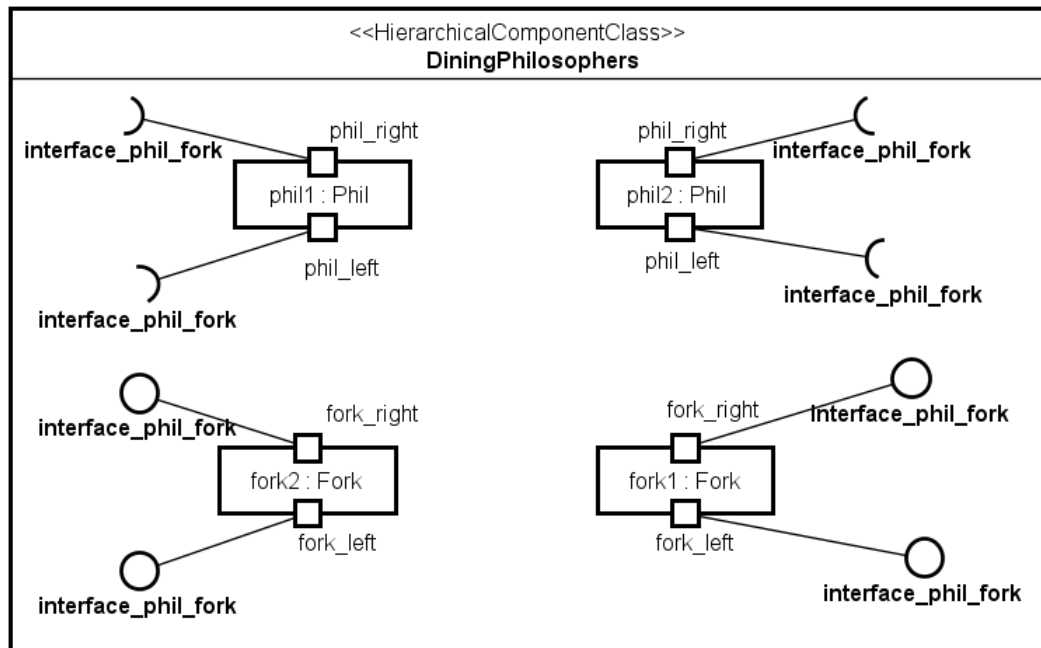 <<HierarchicalComponentClass>>
DiningPhilosophers
phil_right
phil_right
interface_phil_fork
interface_phil_fork
phil1 : Phil
phil2 : Phil
phil_left
phil_left
interface_phil_fork
interface_phil_fork
fork_right
fork_right
interface_phil_fork
interface_phil_fork
fork2 : Fork
fork1 : Fork
fork_left
fork_left
interface_phil_fork
interface_phil_fork